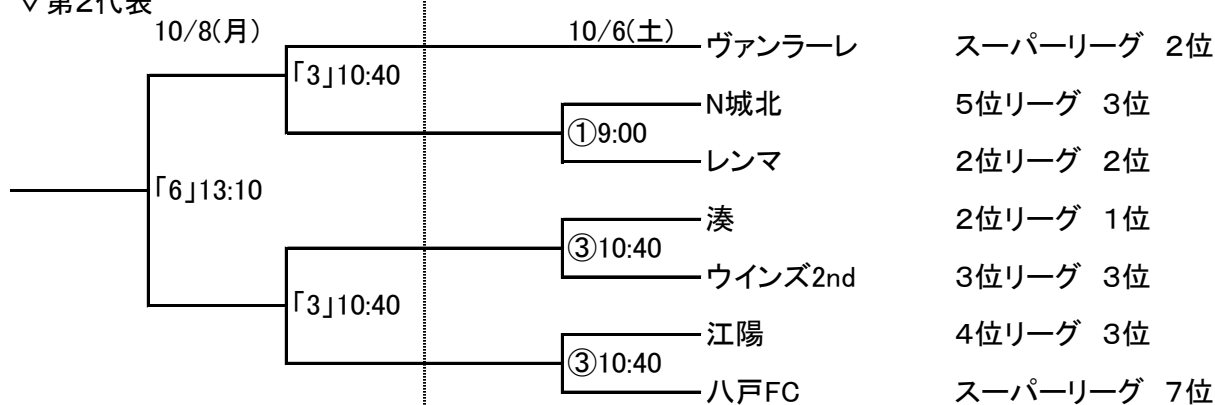 ▽第2代表
10/8(月) 10/6(土)
ヴァンラーレ スーパーリーグ 2位
「3」10:40
N城北 5位リーグ 3位
①9:00
レンマ 2位リーグ 2位
「6」13:10
湊 2位リーグ 1位
③10:40
ウインズ2nd 3位リーグ 3位
「3」10:40
江陽 4位リーグ 3位
③10:40
八戸FC スーパーリーグ 7位